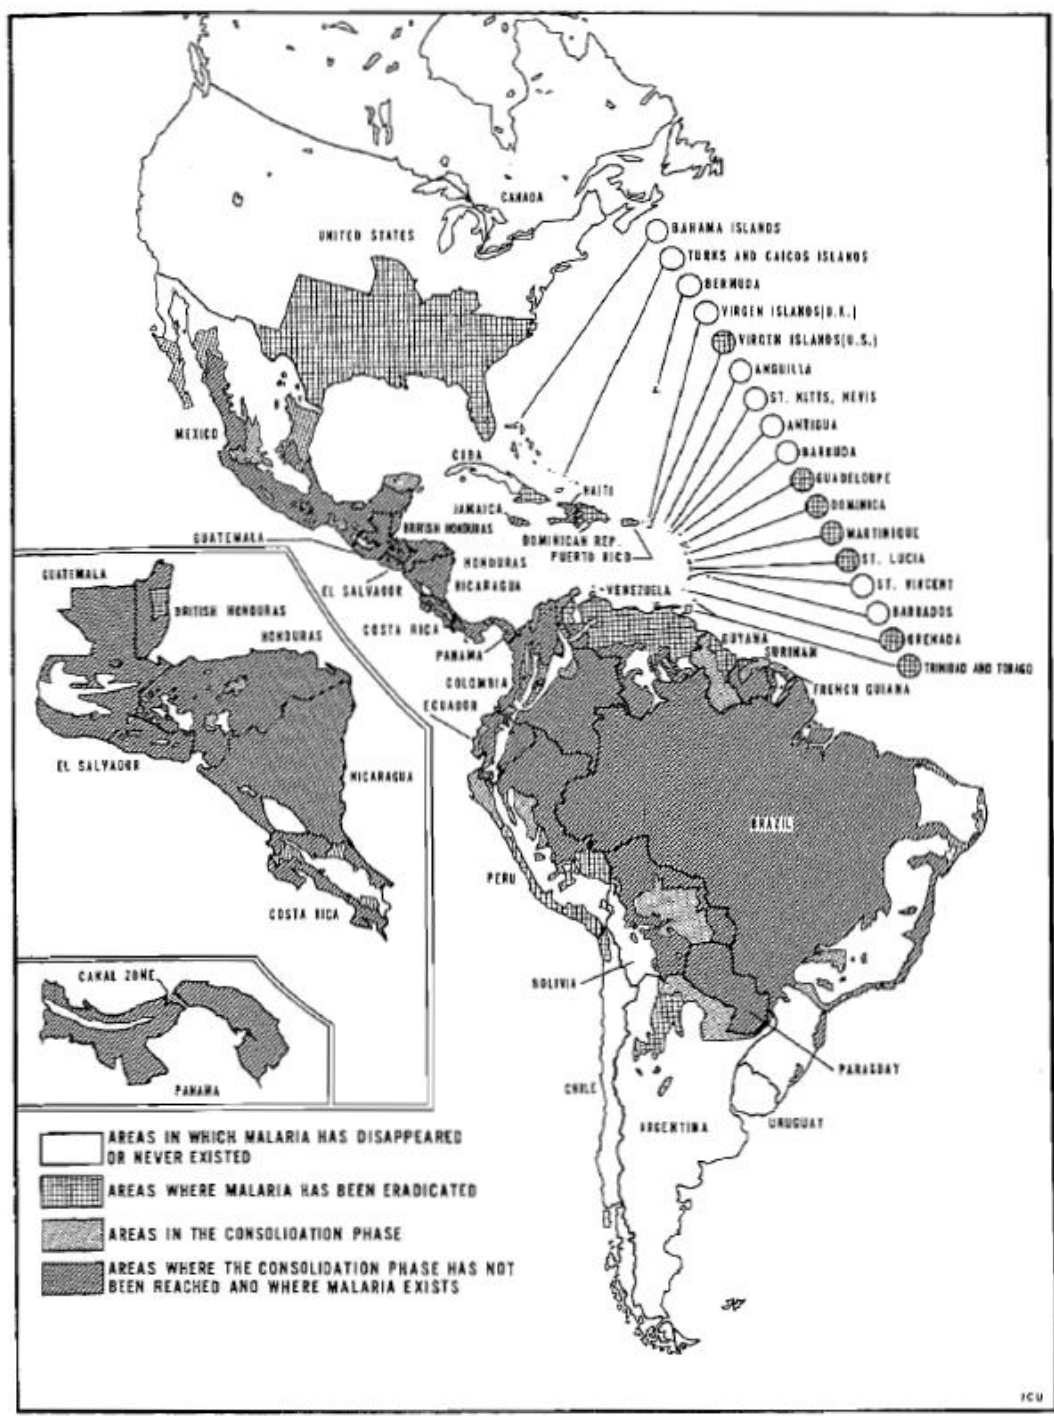 CANADA
UNITED STATES
BAHAMA ISLANDS
TURKS AND CAICOS ISLANDS
BERMUDA
VIRGEN ISLANDS(U.K.)
VIRGEN ISLANDS(U.S.)
ANGUILLA
ST. KITTS, NEVIS
ANTIGUA
BARBUDA
GUADELOUPE
DOMINICA
MARTINIQUE
ST. LUCIA
ST. VINCENT
BARBADOS
GRENADA
TRINIDAD AND TOBAGO
MEXICO
CUBA
HAITI
JAMAICA
DOMINICAN REP.
PUERTO RICO
BRITISH HONDURAS
GUATEMALA
HONDURAS
EL SALVADOR
NICARAGUA
VENEZUELA
COSTA RICA
PANAMA
GUYANA
SURINAM
FRENCH GUIANA
COLOMBIA
ECUADOR
BRAZIL
PERU
BOLIVIA
PARAGUAY
CHILE
ARGENTINA
URUGUAY
GUATEMALA
BRITISH HONDURAS
HONDURAS
EL SALVADOR
NICARAGUA
COSTA RICA
CANAL ZONE
PANAMA
AREAS IN WHICH MALARIA HAS DISAPPEARED
OR NEVER EXISTED
AREAS WHERE MALARIA HAS BEEN ERADICATED
AREAS IN THE CONSOLIDATION PHASE
AREAS WHERE THE CONSOLIDATION PHASE HAS NOT
BEEN REACHED AND WHERE MALARIA EXISTS